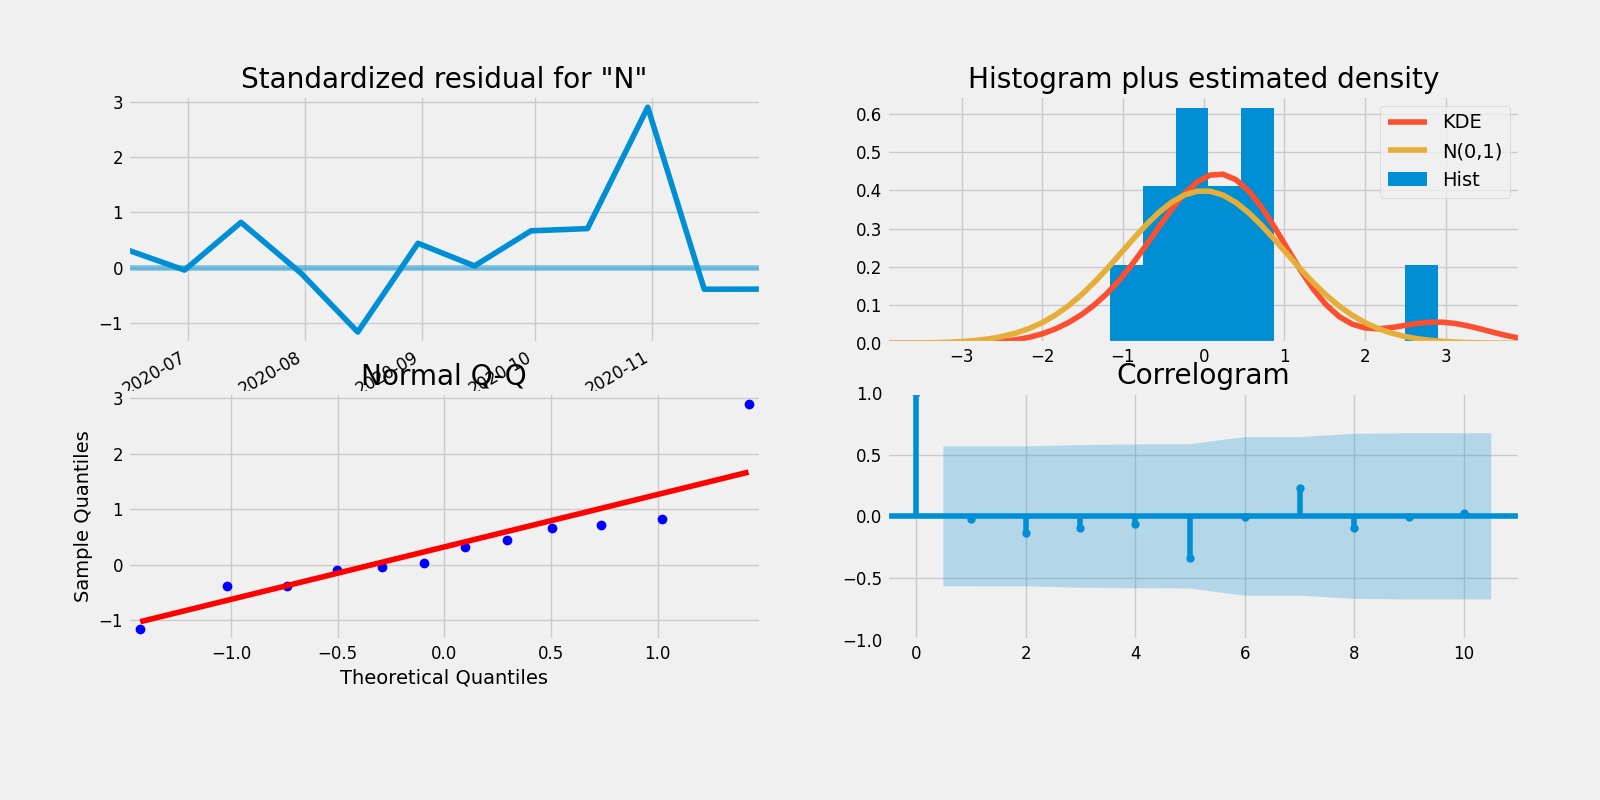 Standardized residual for "N"
3
2
1
0
−1
2020-07
2020-08
2020-09
2020-10
2020-11
Histogram plus estimated density
0.6
0.5
0.4
0.3
0.2
0.1
0.0
KDE
N(0,1)
Hist
−3 −2 −1 0 1 2 3
Normal Q-Q
Sample Quantiles
3
2
1
0
−1
−1.0 −0.5 0.0 0.5 1.0
Theoretical Quantiles
Correlogram
1.0
0.5
0.0
−0.5
−1.0
0 2 4 6 8 10